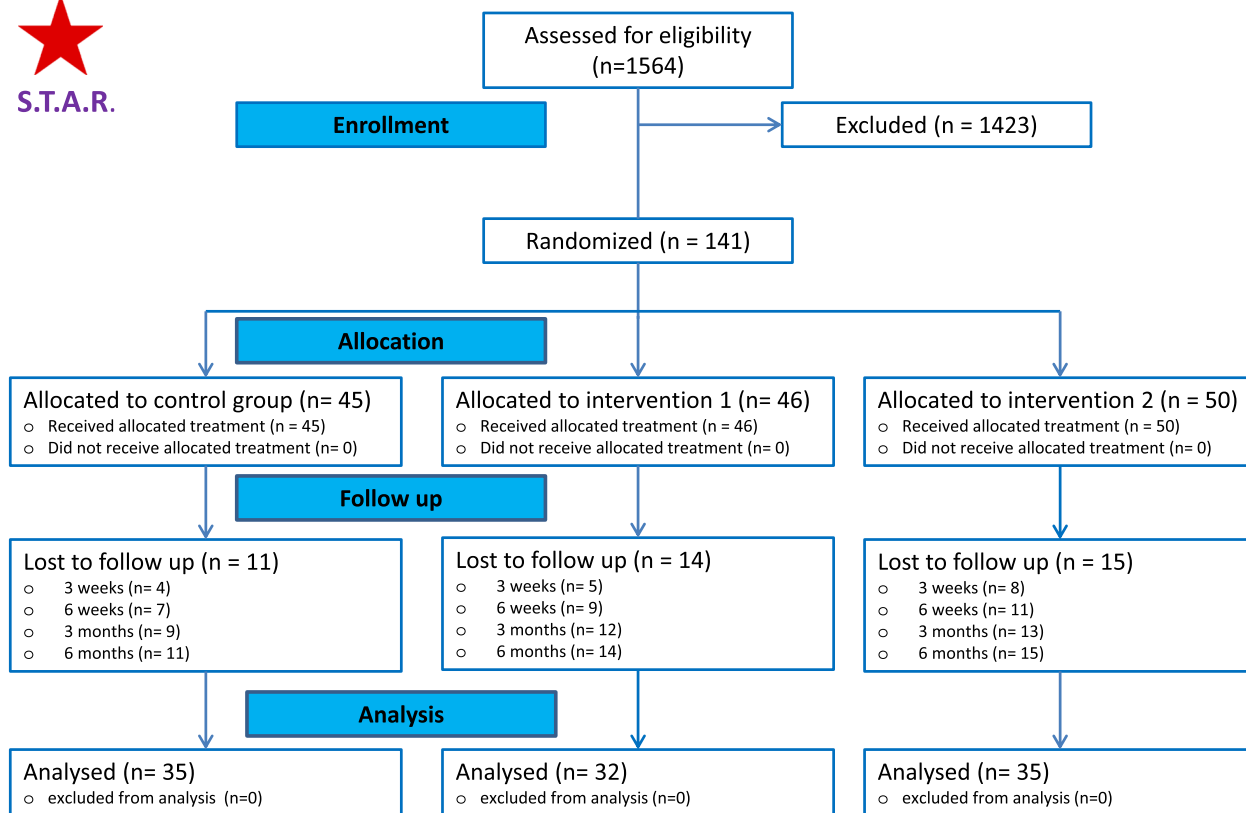 S.T.A.R.
Assessed for eligibility
(n=1564)
Enrollment
Excluded (n = 1423)
Randomized (n = 141)
Allocation
Allocated to control group (n= 45)
o Received allocated treatment (n = 45)
o Did not receive allocated treatment (n= 0)
Allocated to intervention 1 (n= 46)
o Received allocated treatment (n = 46)
o Did not receive allocated treatment (n= 0)
Allocated to intervention 2 (n = 50)
o Received allocated treatment (n = 50)
o Did not receive allocated treatment (n= 0)
Follow up
Lost to follow up (n = 11)
o 3 weeks (n= 4)
o 6 weeks (n= 7)
o 3 months (n= 9)
o 6 months (n= 11)
Lost to follow up (n = 14)
o 3 weeks (n= 5)
o 6 weeks (n= 9)
o 3 months (n= 12)
o 6 months (n= 14)
Lost to follow up (n = 15)
o 3 weeks (n= 8)
o 6 weeks (n= 11)
o 3 months (n= 13)
o 6 months (n= 15)
Analysis
Analysed (n= 35)
o excluded from analysis (n=0)
Analysed (n= 32)
o excluded from analysis (n=0)
Analysed (n= 35)
o excluded from analysis (n=0)